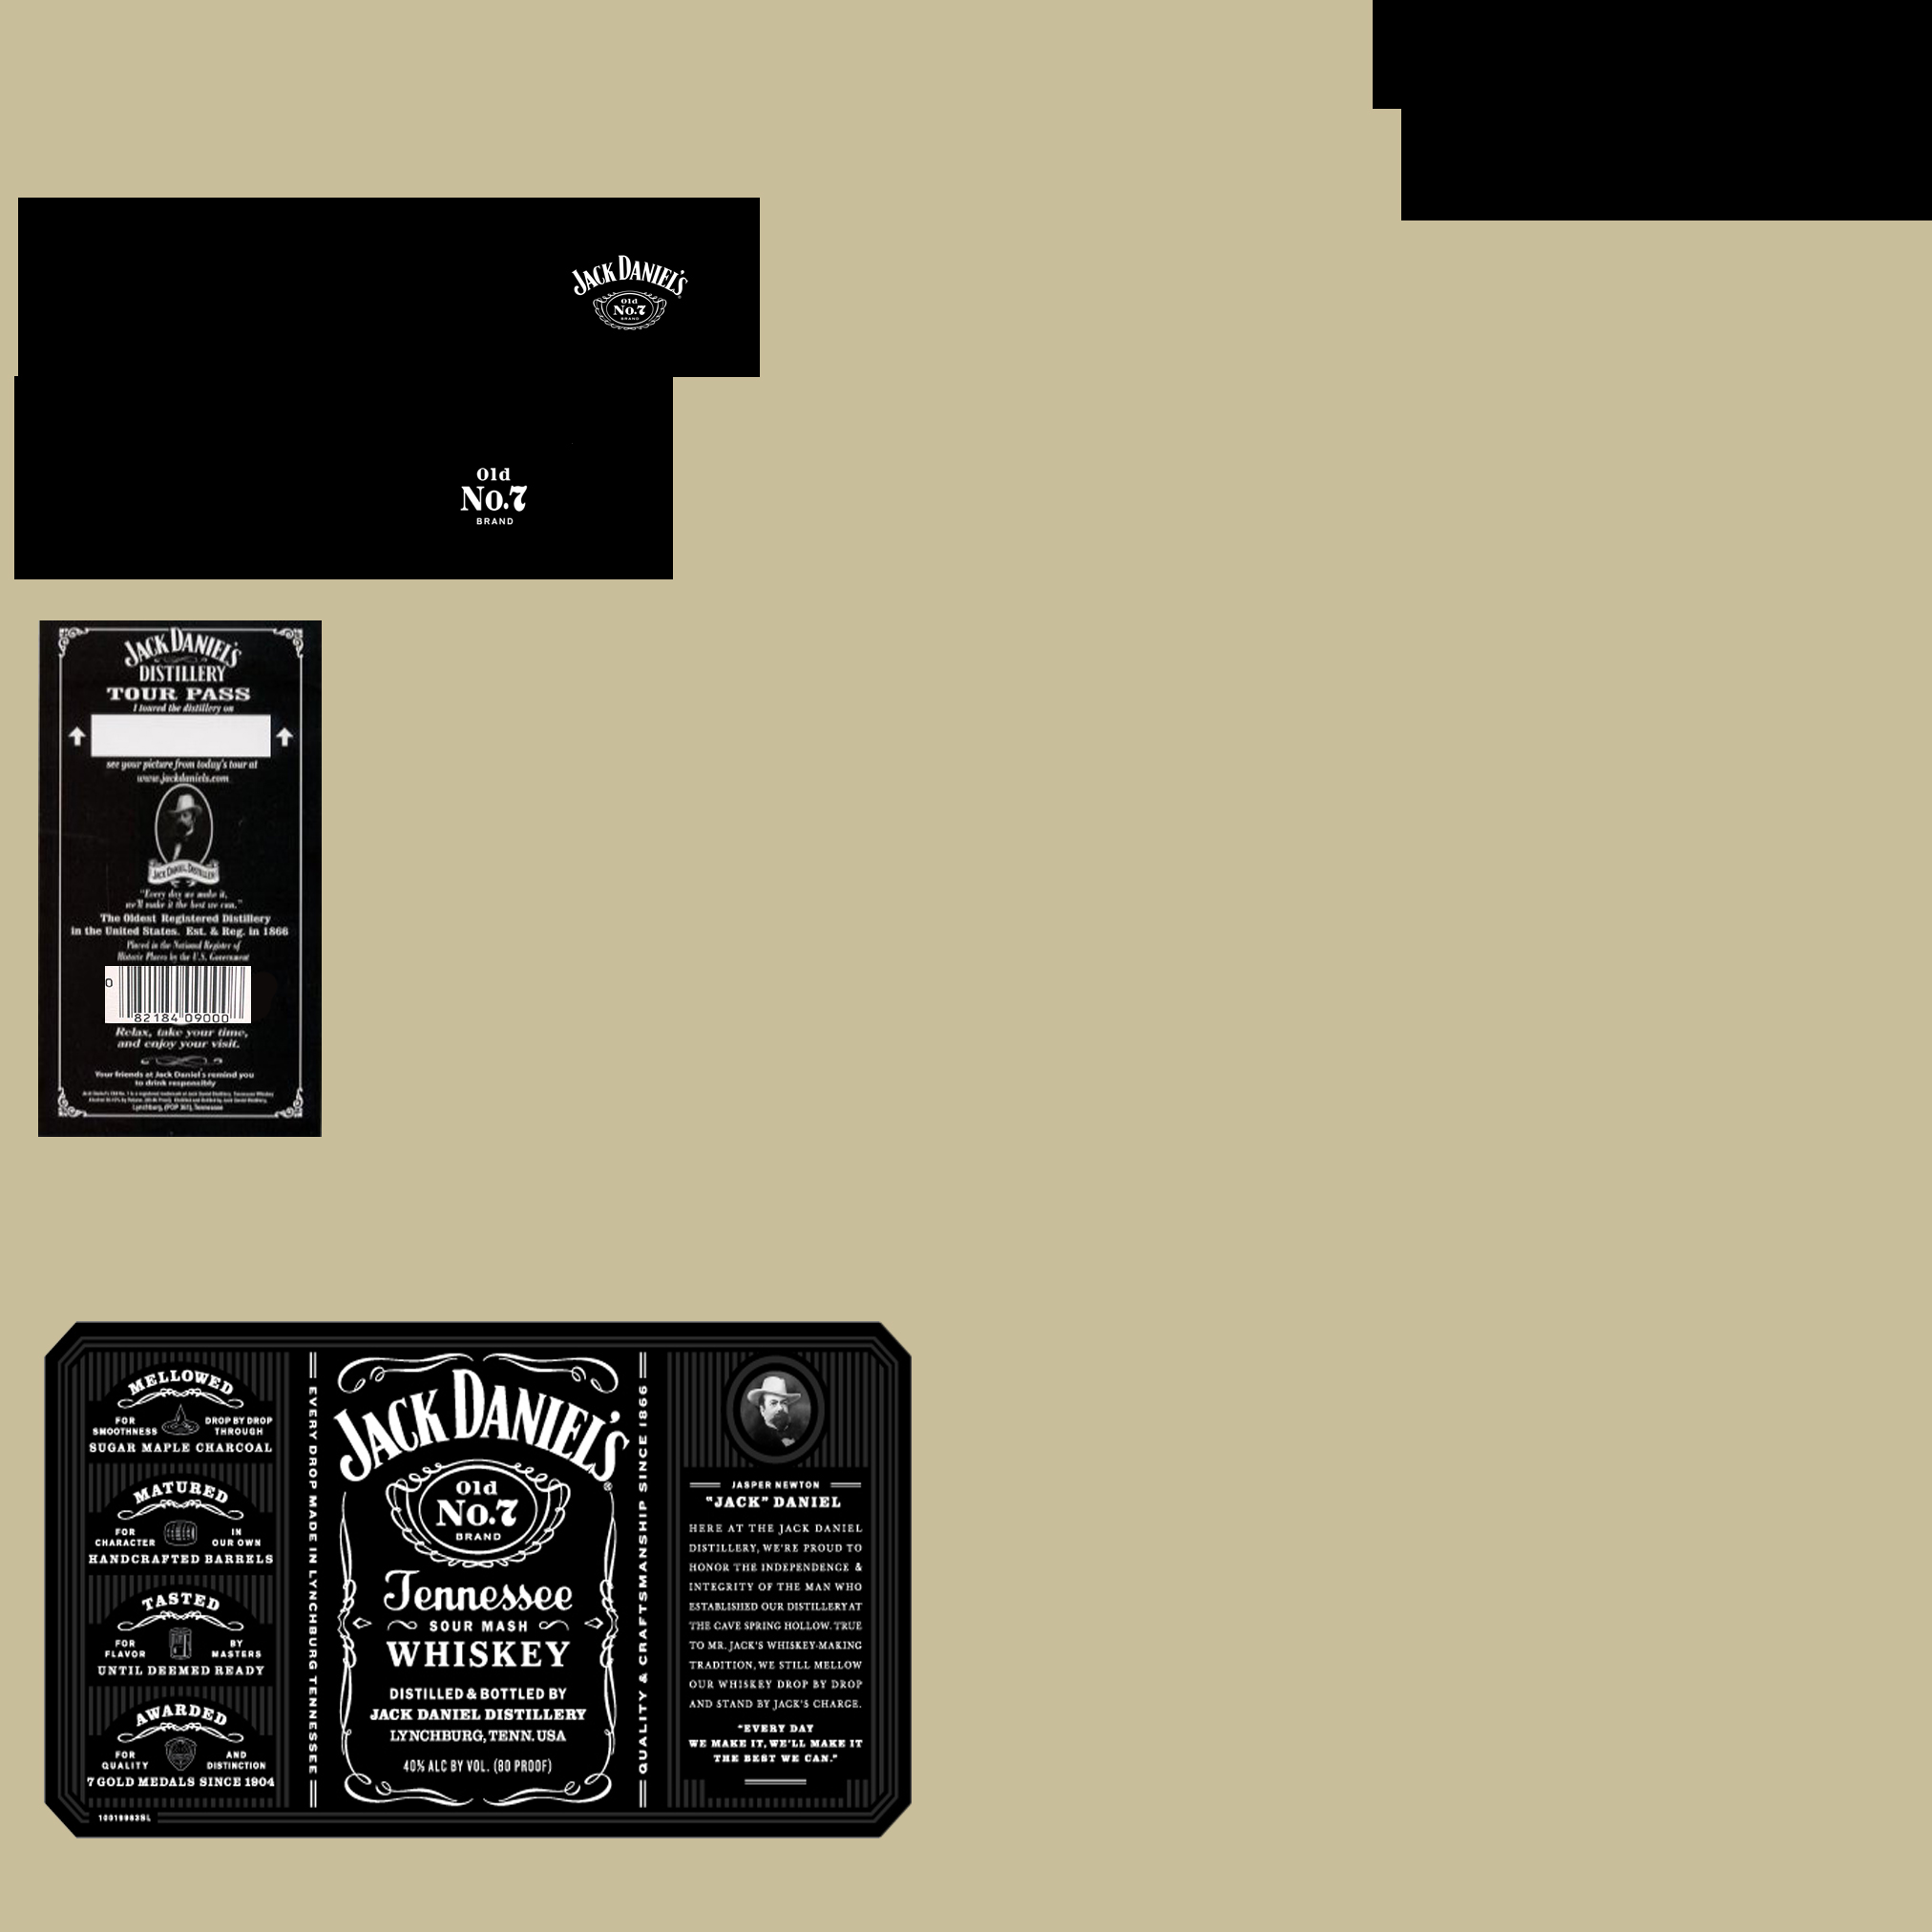 JACK DANIEL'S
Old
No.7
BRAND
Old
No.7
BRAND
JACK DANIEL'S
DISTILLERY
TOUR PASS
I toured the distillery on
see your picture from today's tour at
www.jackdaniels.com
JACK DANIEL DISTILLER
"Every day we make it,
we'll make it the best we can."
The Oldest Registered Distillery
in the United States. Est. & Reg. in 1866
Placed in the National Register of
Historic Places by the U.S. Government
0
82184 09000
Relax, take your time,
and enjoy your visit.
Your friends at Jack Daniel's remind you
to drink responsibly
Lynchburg, (POP 361), Tennessee
MELLOWED
FOR SMOOTHNESS
DROP BY DROP THROUGH
SUGAR MAPLE CHARCOAL
MATURED
FOR CHARACTER
IN OUR OWN
HANDCRAFTED BARRELS
TASTED
FOR FLAVOR
BY MASTERS
UNTIL DEEMED READY
AWARDED
FOR QUALITY
AND DISTINCTION
7 GOLD MEDALS SINCE 1904
10019983SL
EVERY DROP MADE IN LYNCHBURG TENNESSEE
JACK DANIEL'S®
Old
No.7
BRAND
Tennessee
SOUR MASH
WHISKEY
DISTILLED & BOTTLED BY
JACK DANIEL DISTILLERY
LYNCHBURG, TENN. USA
40% ALC BY VOL. (80 PROOF)
QUALITY & CRAFTSMANSHIP SINCE 1866
JASPER NEWTON
"JACK" DANIEL
HERE AT THE JACK DANIEL
DISTILLERY, WE'RE PROUD TO
HONOR THE INDEPENDENCE &
INTEGRITY OF THE MAN WHO
ESTABLISHED OUR DISTILLERY AT
THE CAVE SPRING HOLLOW. TRUE
TO MR. JACK'S WHISKEY-MAKING
TRADITION, WE STILL MELLOW
OUR WHISKEY DROP BY DROP
AND STAND BY JACK'S CHARGE.
"EVERY DAY
WE MAKE IT, WE'LL MAKE IT
THE BEST WE CAN."